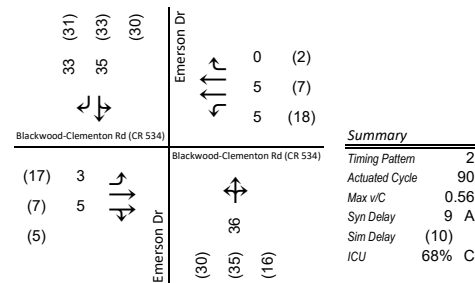 (31) (33) (30)
33 35
Emerson Dr
0 (2)
5 (7)
5 (18)
Blackwood-Clementon Rd (CR 534)
Blackwood-Clementon Rd (CR 534)
(17) 3
(7) 5
(5)
Emerson Dr
36
(30) (35) (16)
Summary
Timing Pattern 2
Actuated Cycle 90
Max v/C 0.56
Syn Delay 9 A
Sim Delay (10)
ICU 68% C